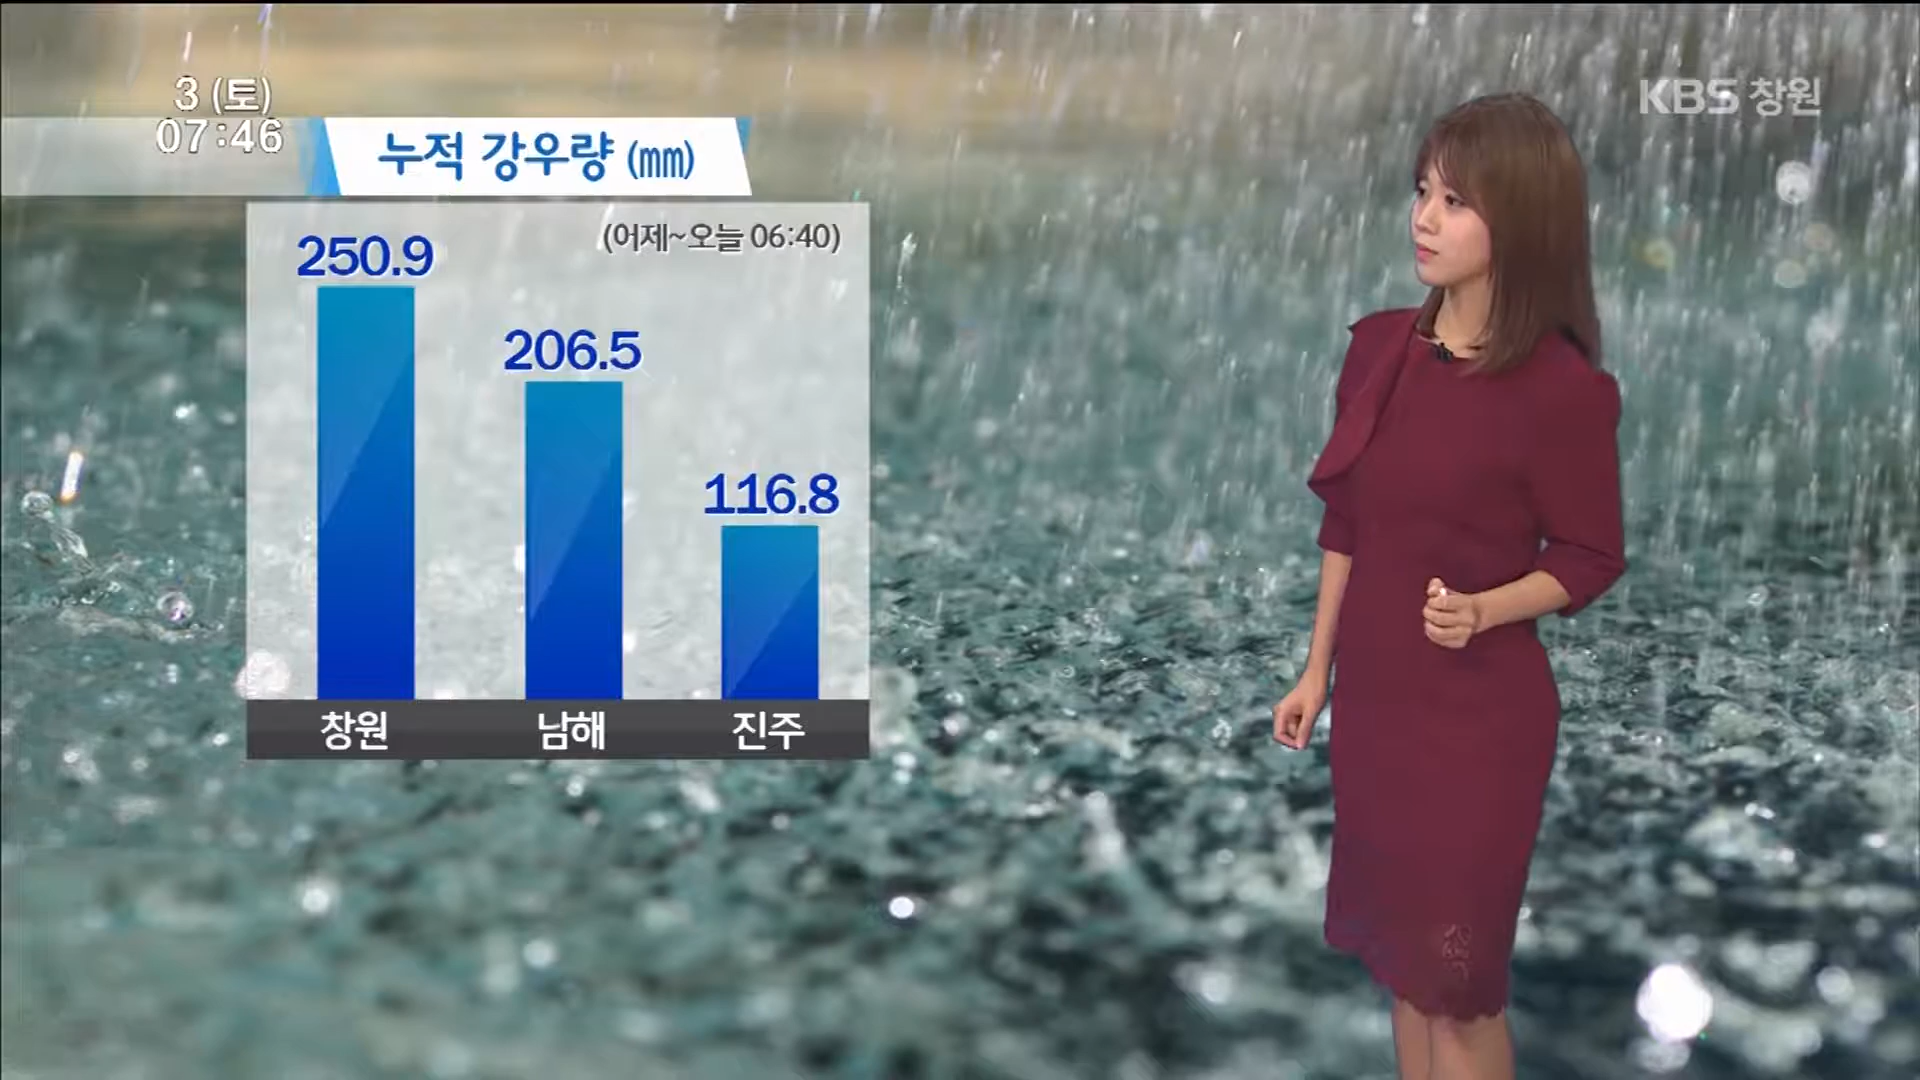 3 (토)
07:46
KBS 창원
누적 강우량 (㎜)
(어제~오늘 06:40)
250.9
206.5
116.8
창원
남해
진주